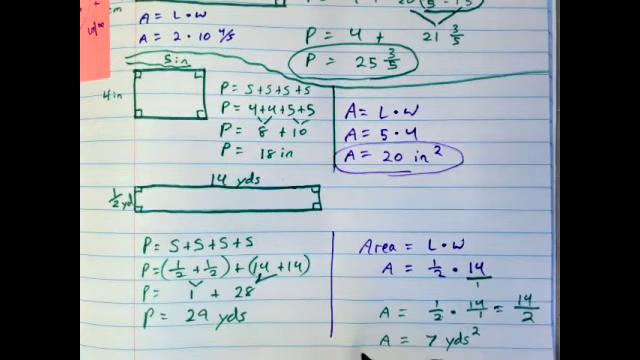 A = L · W
A = 2 · 10 4/5
P = 4 + 21 3/5
P = 25 3/5
5 in
4 in
P = S+S+S+S
P = 4+4+5+5
P = 8 + 10
P = 18 in
A = L · W
A = 5 · 4
A = 20 in²
14 yds
1/2 yd
P = S+S+S+S
P = (1/2 + 1/2) + (14 + 14)
P = 1 + 28
P = 29 yds
Area = L · W
A = 1/2 · 14/1
A = 1/2 · 14/1 = 14/2
A = 7 yds²